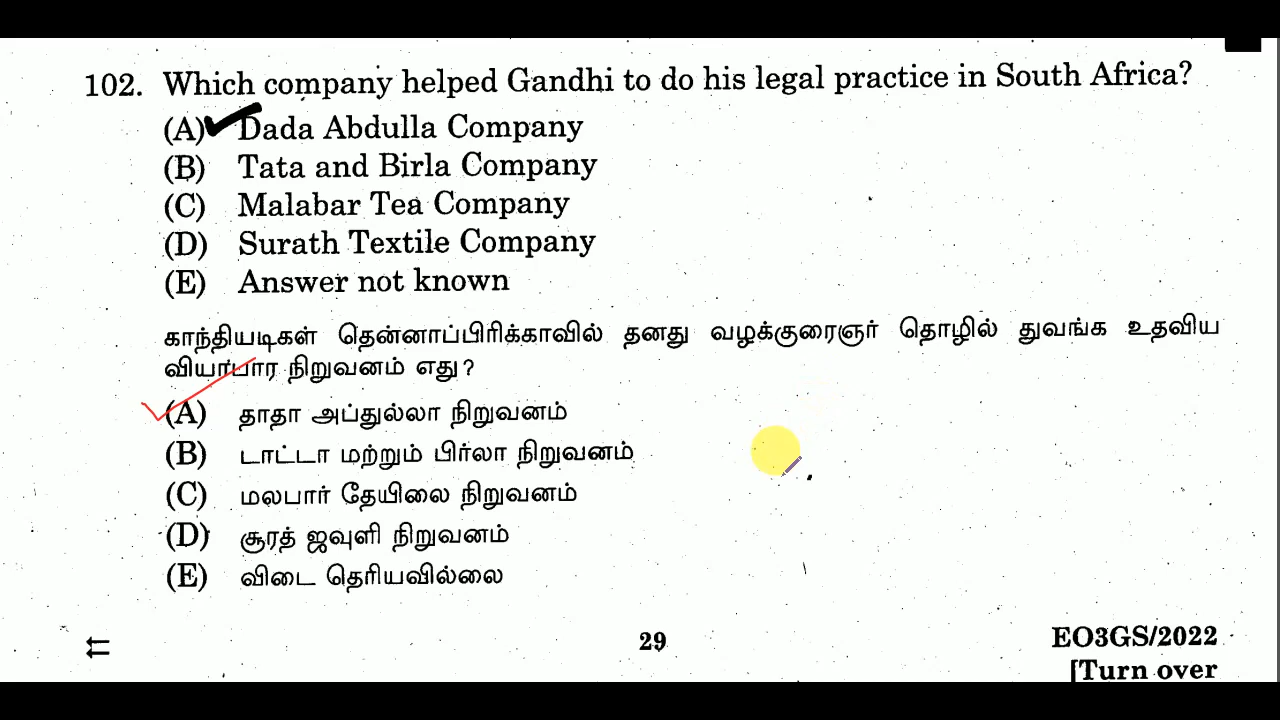 102. Which company helped Gandhi to do his legal practice in South Africa?
(A) Dada Abdulla Company
(B) Tata and Birla Company
(C) Malabar Tea Company
(D) Surath Textile Company
(E) Answer not known
காந்தியடிகள் தென்னாப்பிரிக்காவில் தனது வழக்குரைஞர் தொழில் துவங்க உதவிய
வியாபார நிறுவனம் எது?
(A) தாதா அப்துல்லா நிறுவனம்
(B) டாட்டா மற்றும் பிர்லா நிறுவனம்
(C) மலபார் தேயிலை நிறுவனம்
(D) சூரத் ஜவுளி நிறுவனம்
(E) விடை தெரியவில்லை
29
EO3GS/2022
[Turn over